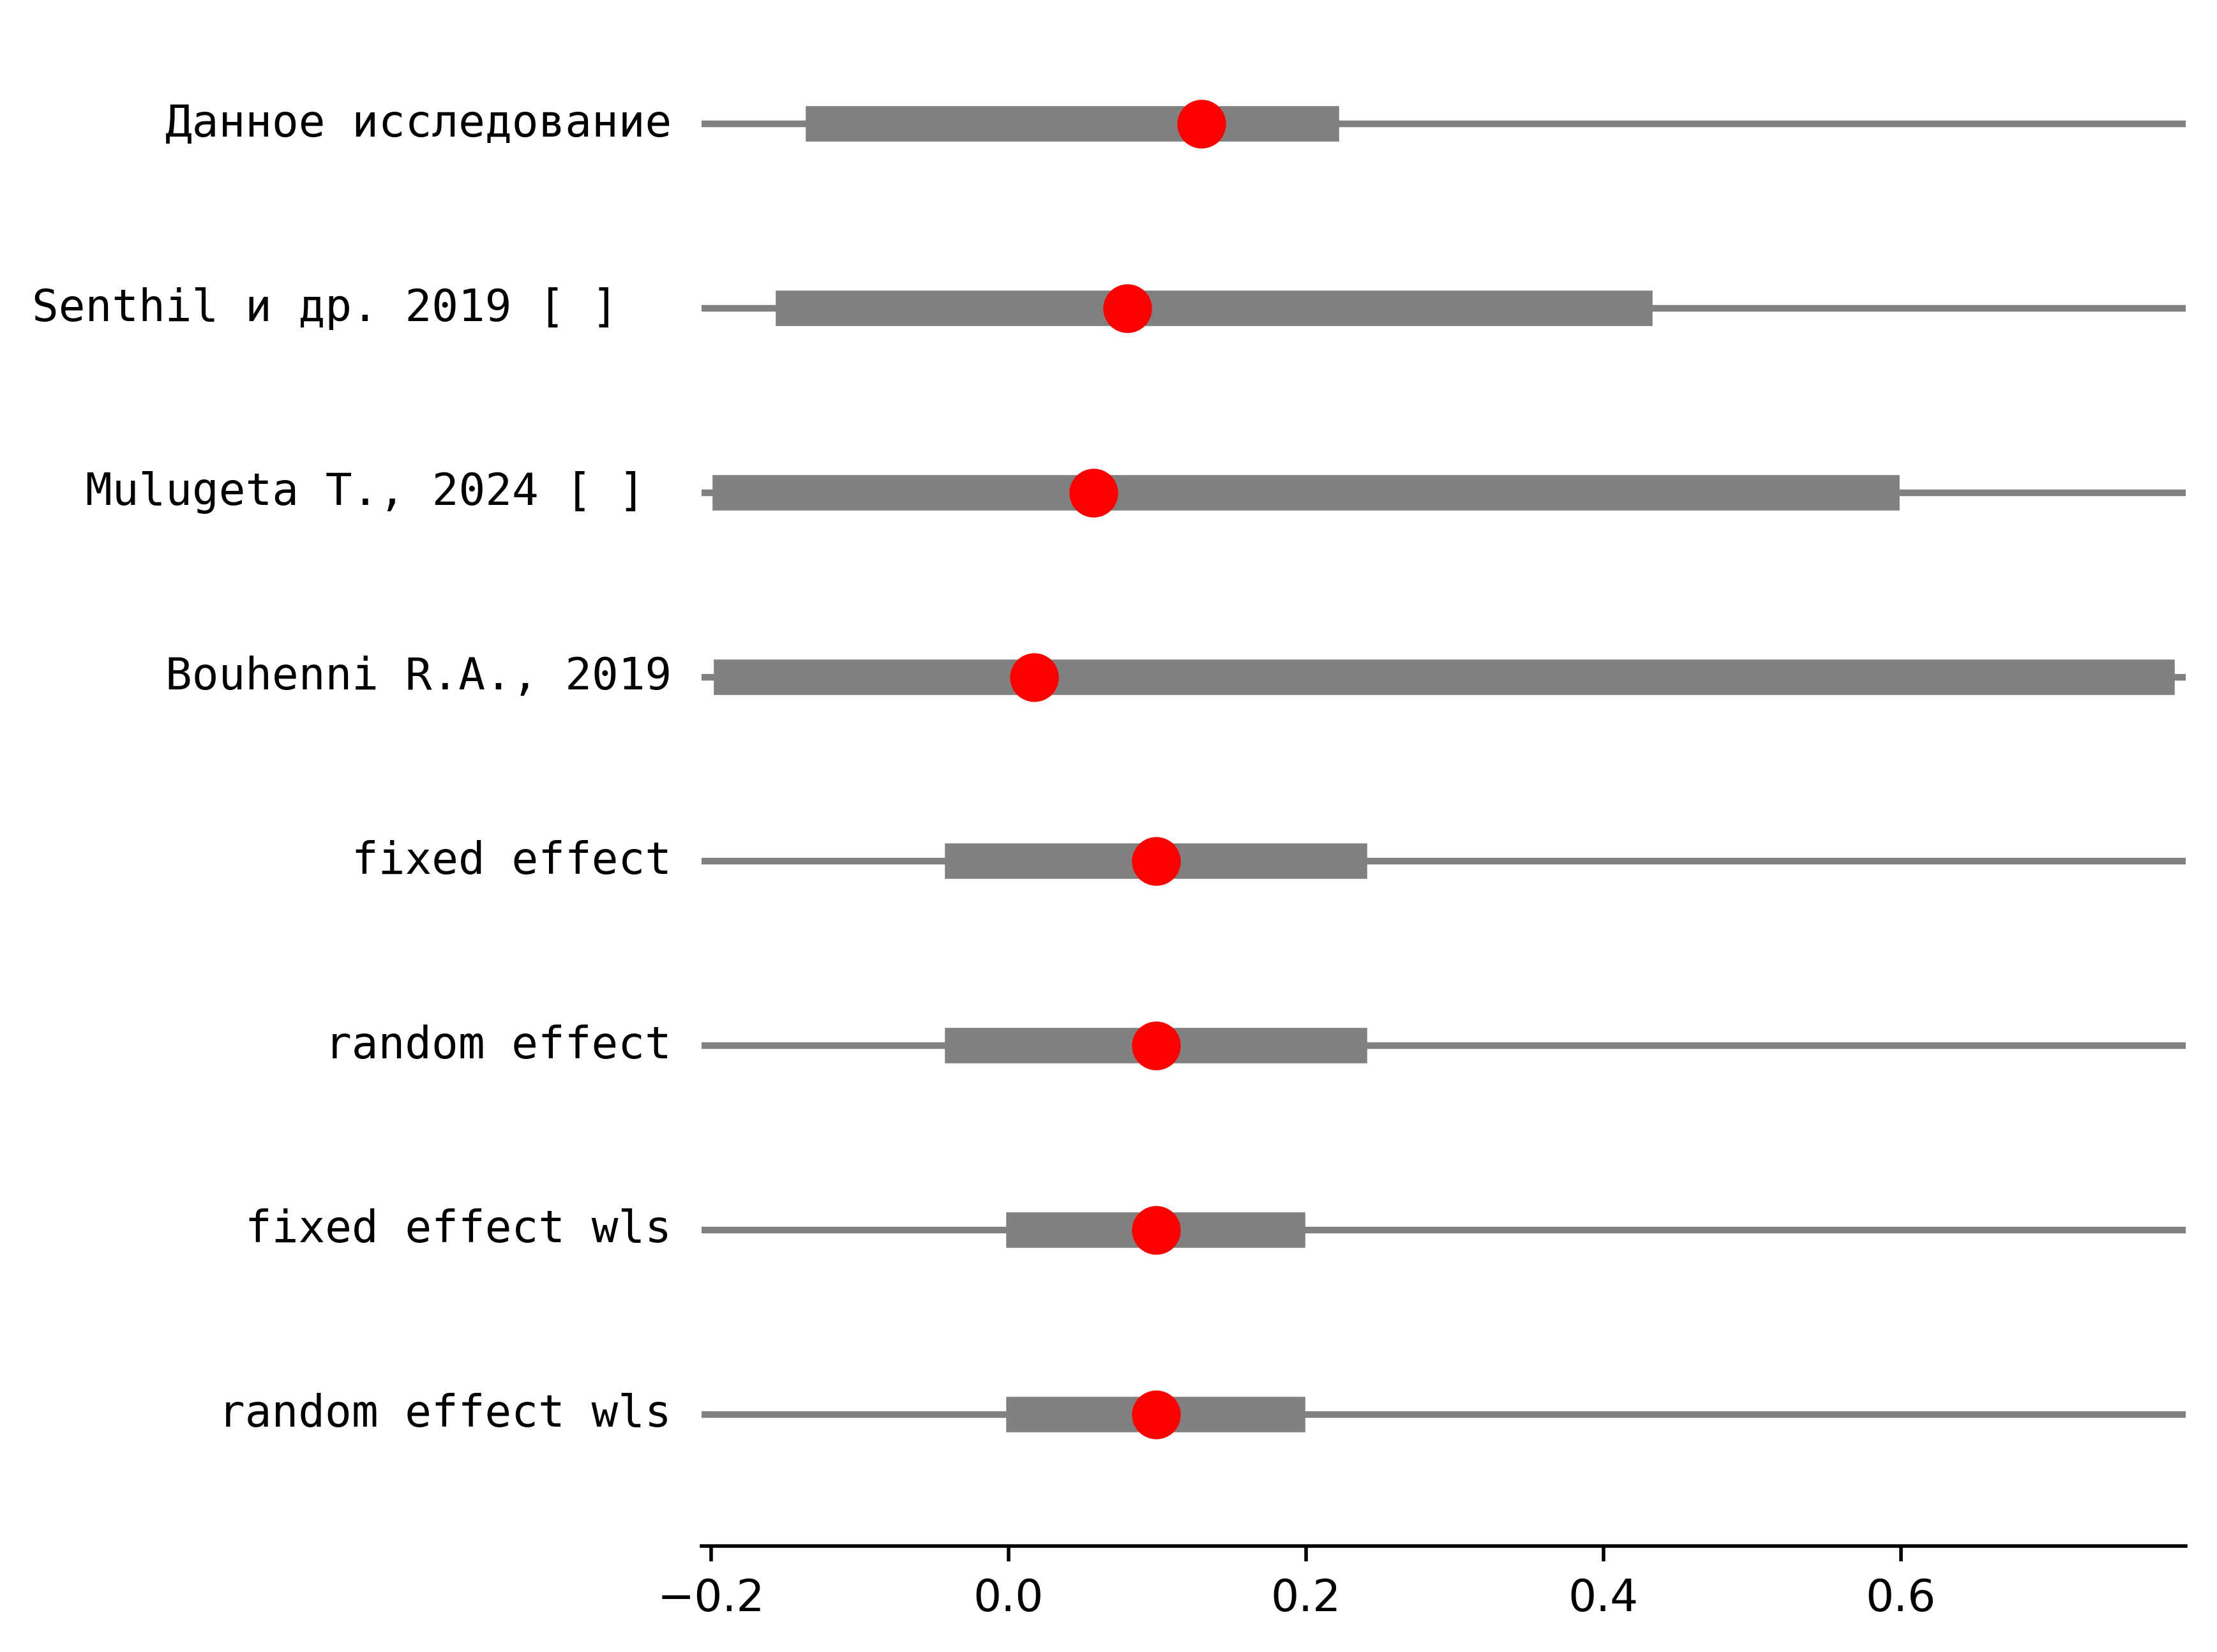 Данное исследование
Senthil и др. 2019 [ ]
Mulugeta T., 2024 [ ]
Bouhenni R.A., 2019
fixed effect
random effect
fixed effect wls
random effect wls
−0.2 0.0 0.2 0.4 0.6